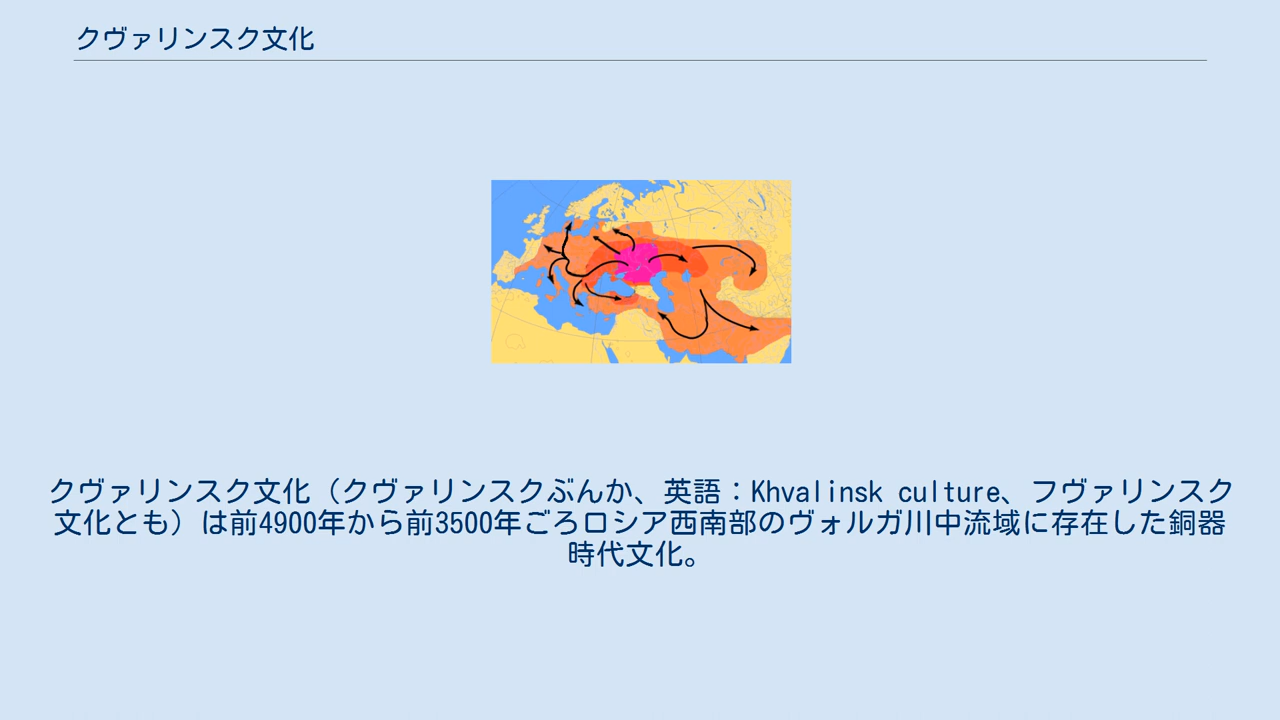 クヴァリンスク文化
クヴァリンスク文化（クヴァリンスクぶんか、英語：Khvalinsk culture、フヴァリンスク
文化とも）は前4900年から前3500年ごろロシア西南部のヴォルガ川中流域に存在した銅器
時代文化。